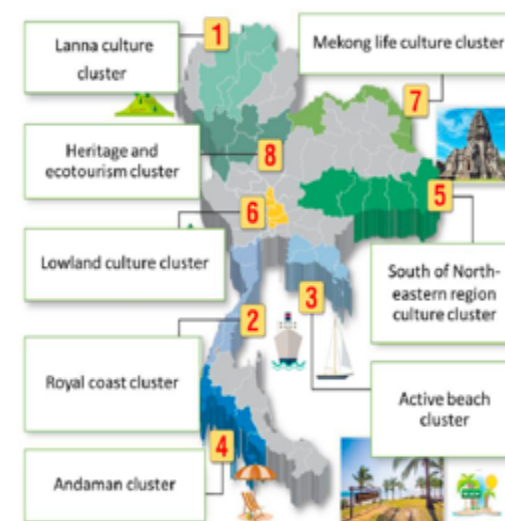 Lanna culture
cluster
1
Mekong life culture cluster
7
Heritage and
ecotourism cluster
8
5
6
Lowland culture cluster
South of North-
eastern region
culture cluster
3
2
Royal coast cluster
Active beach
cluster
4
Andaman cluster